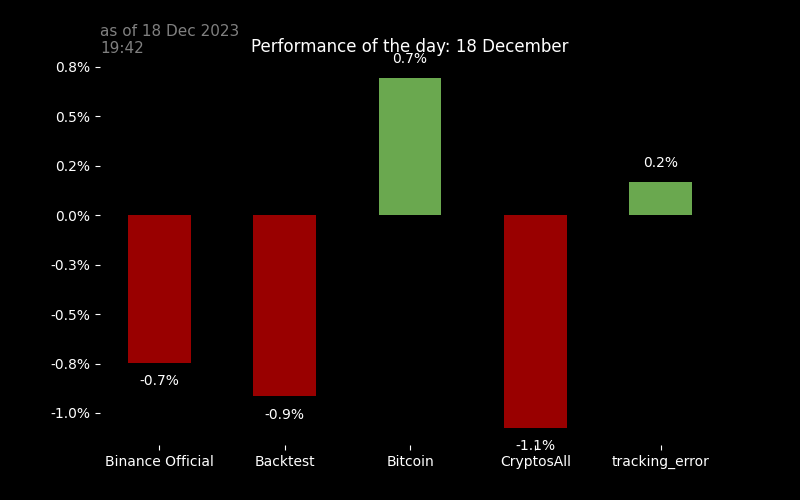 as of 18 Dec 2023
19:42
Performance of the day: 18 December
0.8%
0.5%
0.2%
0.0%
-0.3%
-0.5%
-0.8%
-1.0%
-0.7%
-0.9%
0.7%
-1.1%
0.2%
Binance Official
Backtest
Bitcoin
CryptosAll
tracking_error